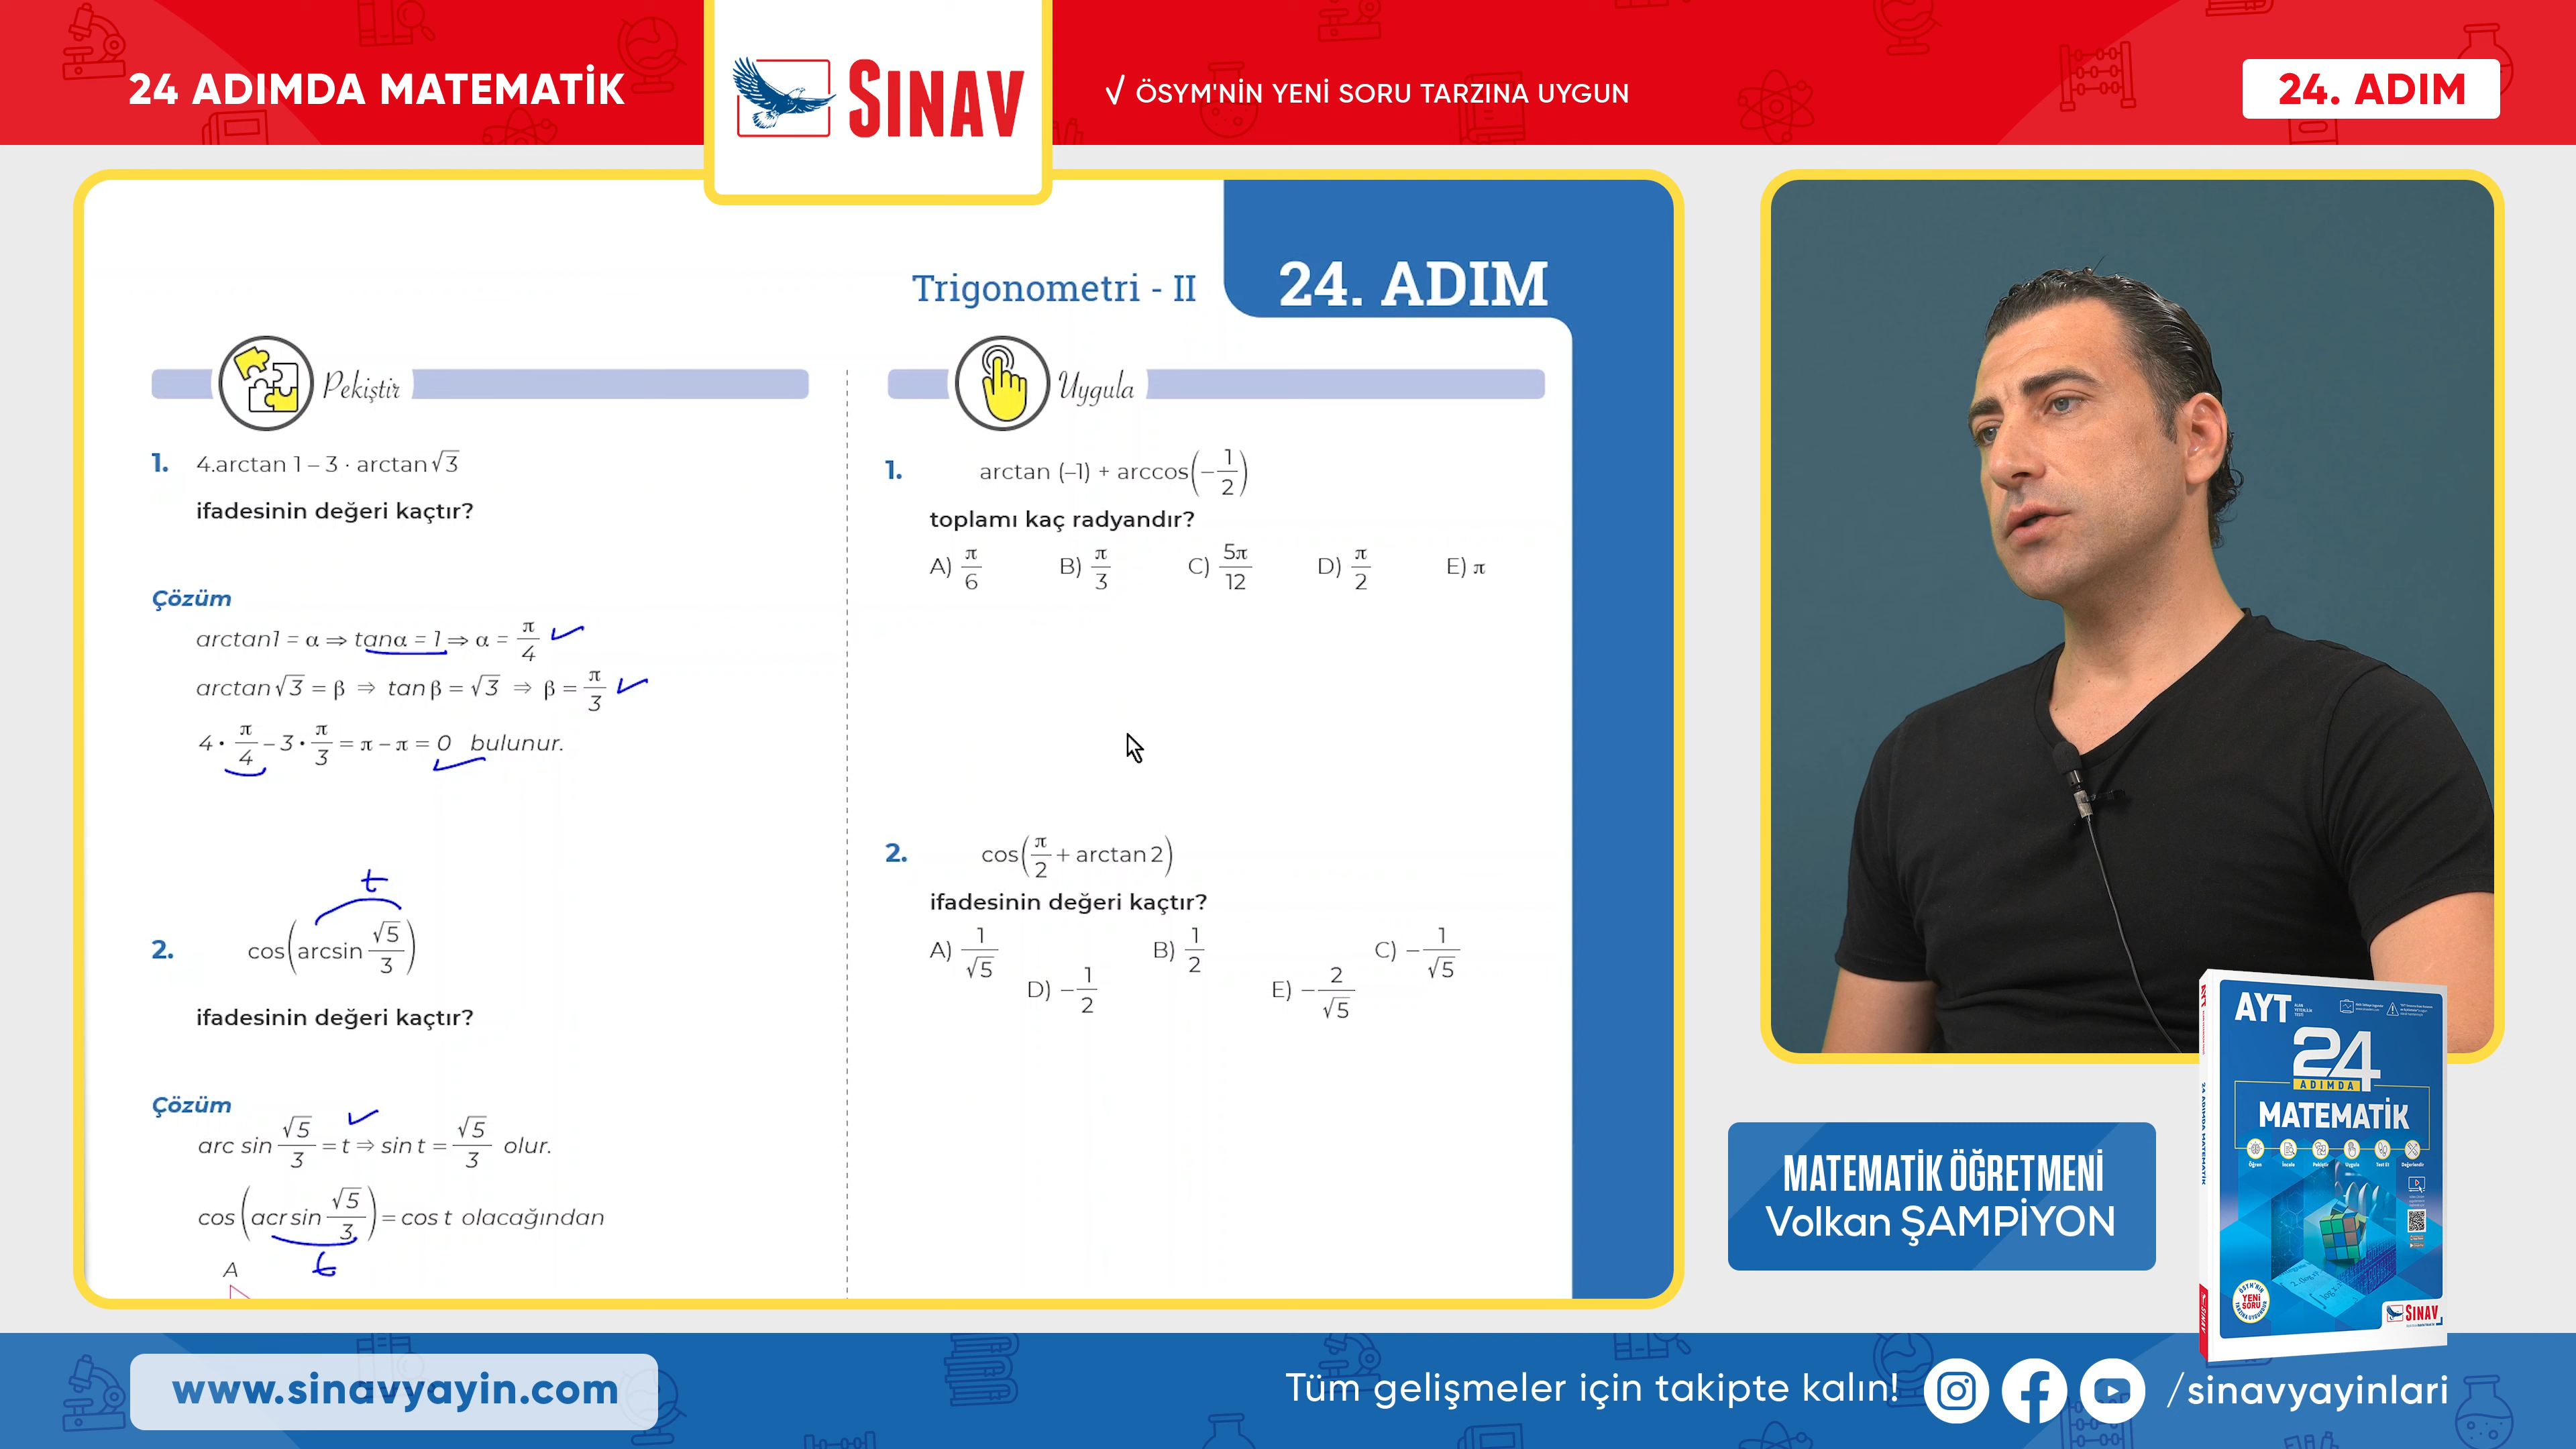 24 ADIMDA MATEMATİK
SINAV
√ ÖSYM'NİN YENİ SORU TARZINA UYGUN
24. ADIM
Trigonometri - II
24. ADIM
Pekiştir
1. 4.arctan 1 – 3 · arctan√3
ifadesinin değeri kaçtır?
Çözüm
arctan1 = α ⇒ tanα = 1 ⇒ α = π/4
arctan√3 = β ⇒ tanβ = √3 ⇒ β = π/3
4 · π/4 – 3 · π/3 = π – π = 0 bulunur.
t
2. cos(arcsin √5/3)
ifadesinin değeri kaçtır?
Çözüm
arc sin √5/3 = t ⇒ sin t = √5/3 olur.
cos(acr sin √5/3) = cos t olacağından
t
A
Uygula
1. arctan (–1) + arccos(–1/2)
toplamı kaç radyandır?
A) π/6 B) π/3 C) 5π/12 D) π/2 E) π
2. cos(π/2 + arctan 2)
ifadesinin değeri kaçtır?
A) 1/√5 B) 1/2 C) –1/√5
D) –1/2 E) –2/√5
MATEMATİK ÖĞRETMENİ
Volkan ŞAMPİYON
AYT
24
ADIMDA
MATEMATİK
YENİ
SORU
SINAV
www.sinavyayin.com
Tüm gelişmeler için takipte kalın!
/sinavyayinlari